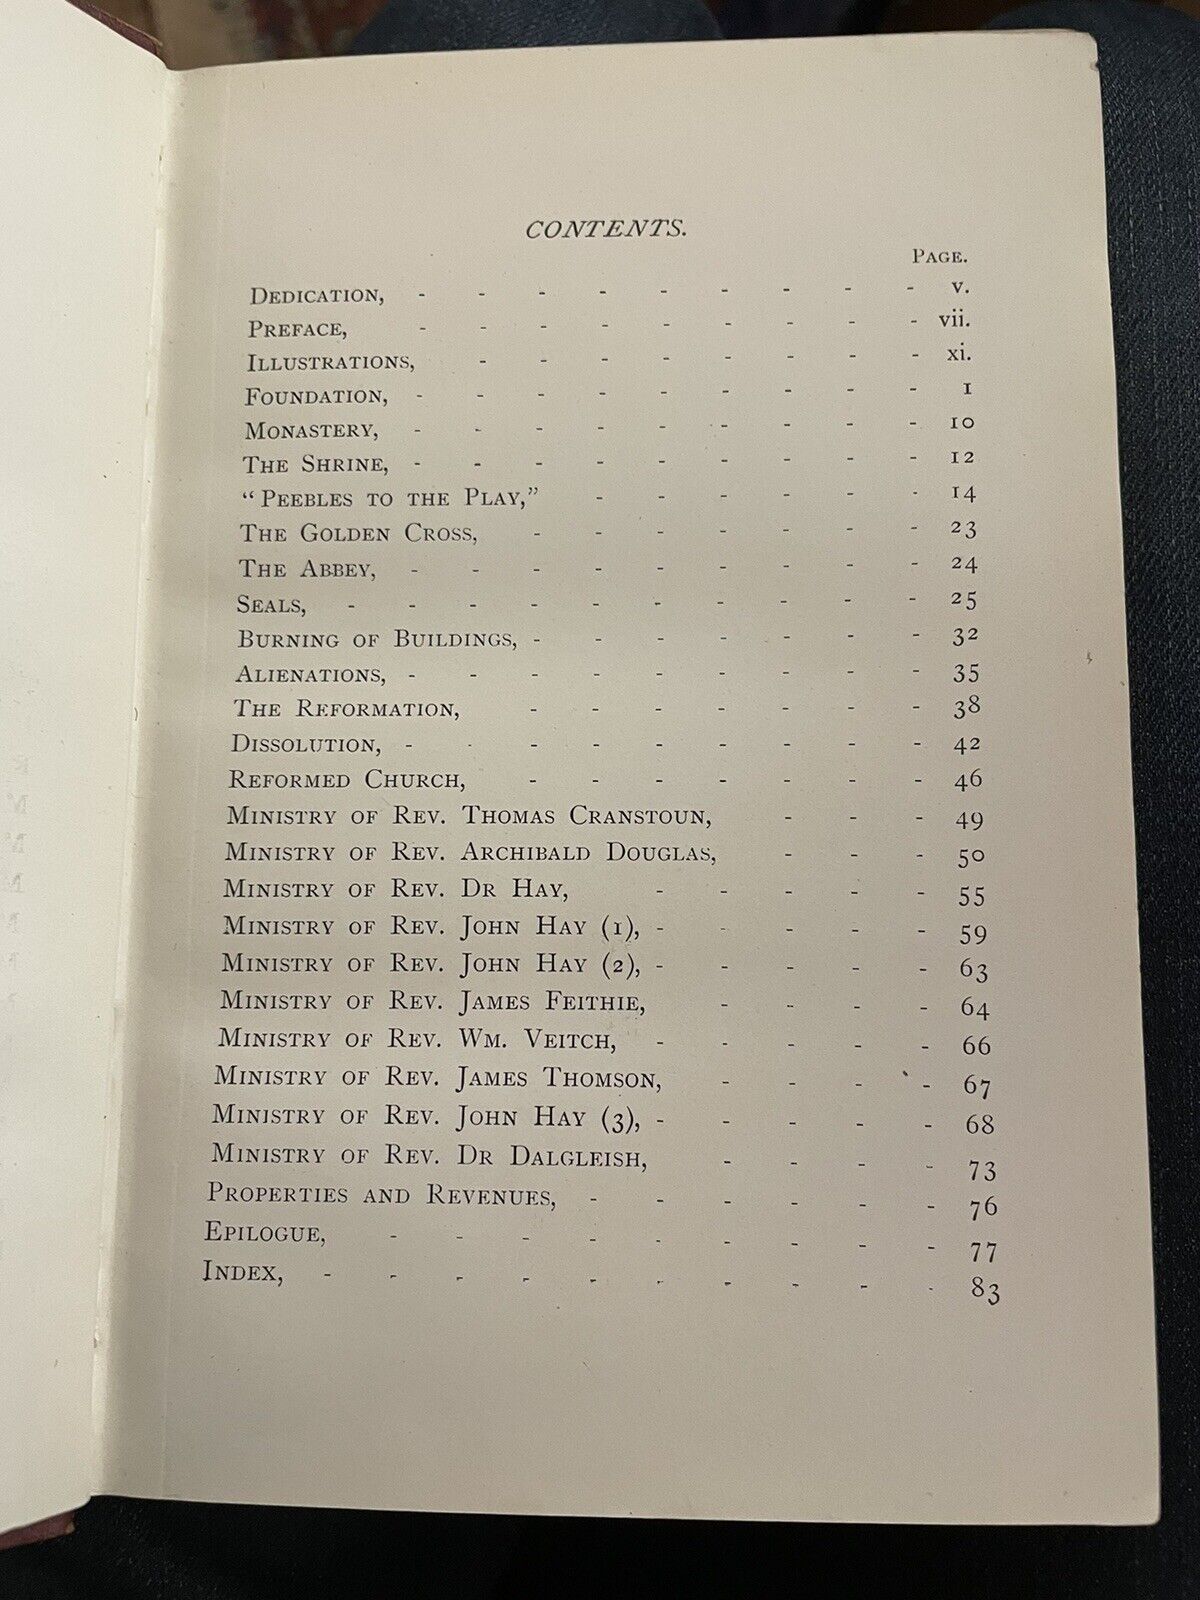 CONTENTS.
PAGE.
DEDICATION, - - - - - - - - - v.
PREFACE, - - - - - - - - - vii.
ILLUSTRATIONS, - - - - - - - - xi.
FOUNDATION, - - - - - - - - - 1
MONASTERY, - - - - - - - - - 10
THE SHRINE, - - - - - - - - - 12
"PEEBLES TO THE PLAY," - - - - - - 14
THE GOLDEN CROSS, - - - - - - - 23
THE ABBEY, - - - - - - - - - 24
SEALS, - - - - - - - - - - 25
BURNING OF BUILDINGS, - - - - - - - 32
ALIENATIONS, - - - - - - - - - 35
THE REFORMATION, - - - - - - - 38
DISSOLUTION, - - - - - - - - - 42
REFORMED CHURCH, - - - - - - - 46
MINISTRY OF REV. THOMAS CRANSTOUN, - - - 49
MINISTRY OF REV. ARCHIBALD DOUGLAS, - - - 50
MINISTRY OF REV. DR HAY, - - - - - 55
MINISTRY OF REV. JOHN HAY (1), - - - - - 59
MINISTRY OF REV. JOHN HAY (2), - - - - - 63
MINISTRY OF REV. JAMES FEITHIE, - - - - 64
MINISTRY OF REV. WM. VEITCH, - - - - - 66
MINISTRY OF REV. JAMES THOMSON, - - - - 67
MINISTRY OF REV. JOHN HAY (3), - - - - - 68
MINISTRY OF REV. DR DALGLEISH, - - - - 73
PROPERTIES AND REVENUES, - - - - - - 76
EPILOGUE, - - - - - - - - - 77
INDEX, - - - - - - - - - - 83